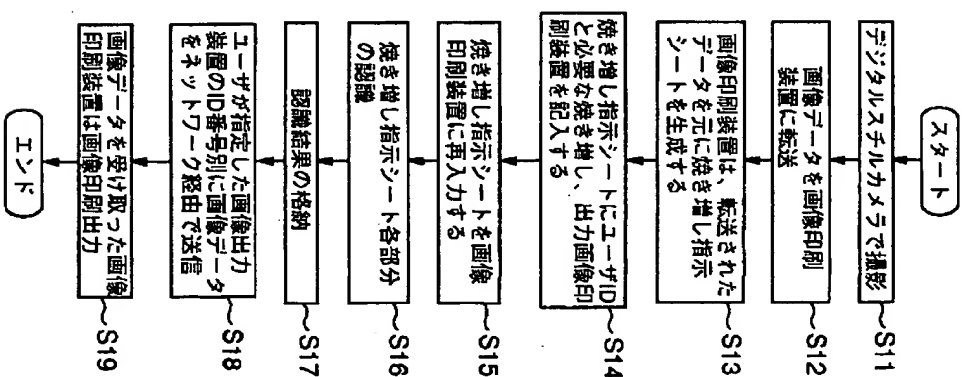 スタート
デジタルスチルカメラで撮影
S11
画像データを画像印刷
装置に転送
S12
画像印刷装置は、転送された
データを元に焼き増し指示
シートを生成する
S13
焼き増し指示シートにユーザID
と必要な焼き増し、出力画像印
刷装置を記入する
S14
焼き増し指示シートを画像
印刷装置に再入力する
S15
焼き増し指示シート各部分
の認識
S16
認識結果の格納
S17
ユーザが指定した画像出力
装置のID番号別に画像データ
をネットワーク経由で送信
S18
画像データを受け取った画像
印刷装置は画像印刷出力
S19
エンド